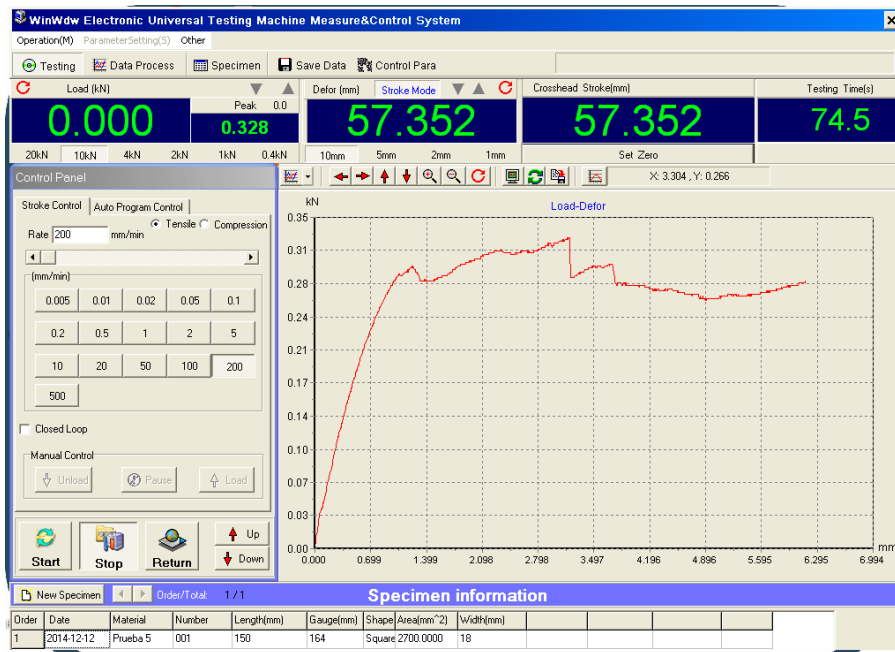 WinWdw Electronic Universal Testing Machine Measure&Control System
Operation(M) ParameterSetting(S) Other
Testing Data Process Specimen Save Data Control Para
Load (kN) Defor (mm) Stroke Mode Crosshead Stroke(mm) Testing Time(s)
0.000 Peak 0.0 57.352 57.352 74.5
0.328
20kN 10kN 4kN 2kN 1kN 0.4kN 10mm 5mm 2mm 1mm Set Zero
Control Panel
X: 3.304 , Y: 0.266
Stroke Control Auto Program Control
Rate 200 mm/min Tensile Compression
(mm/min)
0.005 0.01 0.02 0.05 0.1
0.2 0.5 1 2 5
10 20 50 100 200
500
Closed Loop
Manual Control
Unload Pause Load
Start Stop Return Up
Down
kN Load-Defor
0.35
0.31
0.28
0.24
0.21
0.17
0.14
0.10
0.07
0.03
0.00
0.000 0.699 1.399 2.098 2.798 3.497 4.196 4.896 5.595 6.295 6.994 mm
New Specimen Order/Total: 1 / 1 Specimen information
Order Date Material Number Length(mm) Gauge(mm) Shape Area(mm^2) Width(mm)
1 2014-12-12 Prueba 5 001 150 164 Square 2700.0000 18